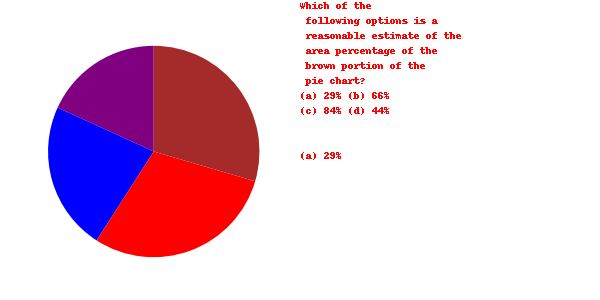 Which of the
following options is a
reasonable estimate of the
area percentage of the
brown portion of the
pie chart?
(a) 29% (b) 66%
(c) 84% (d) 44%
(a) 29%